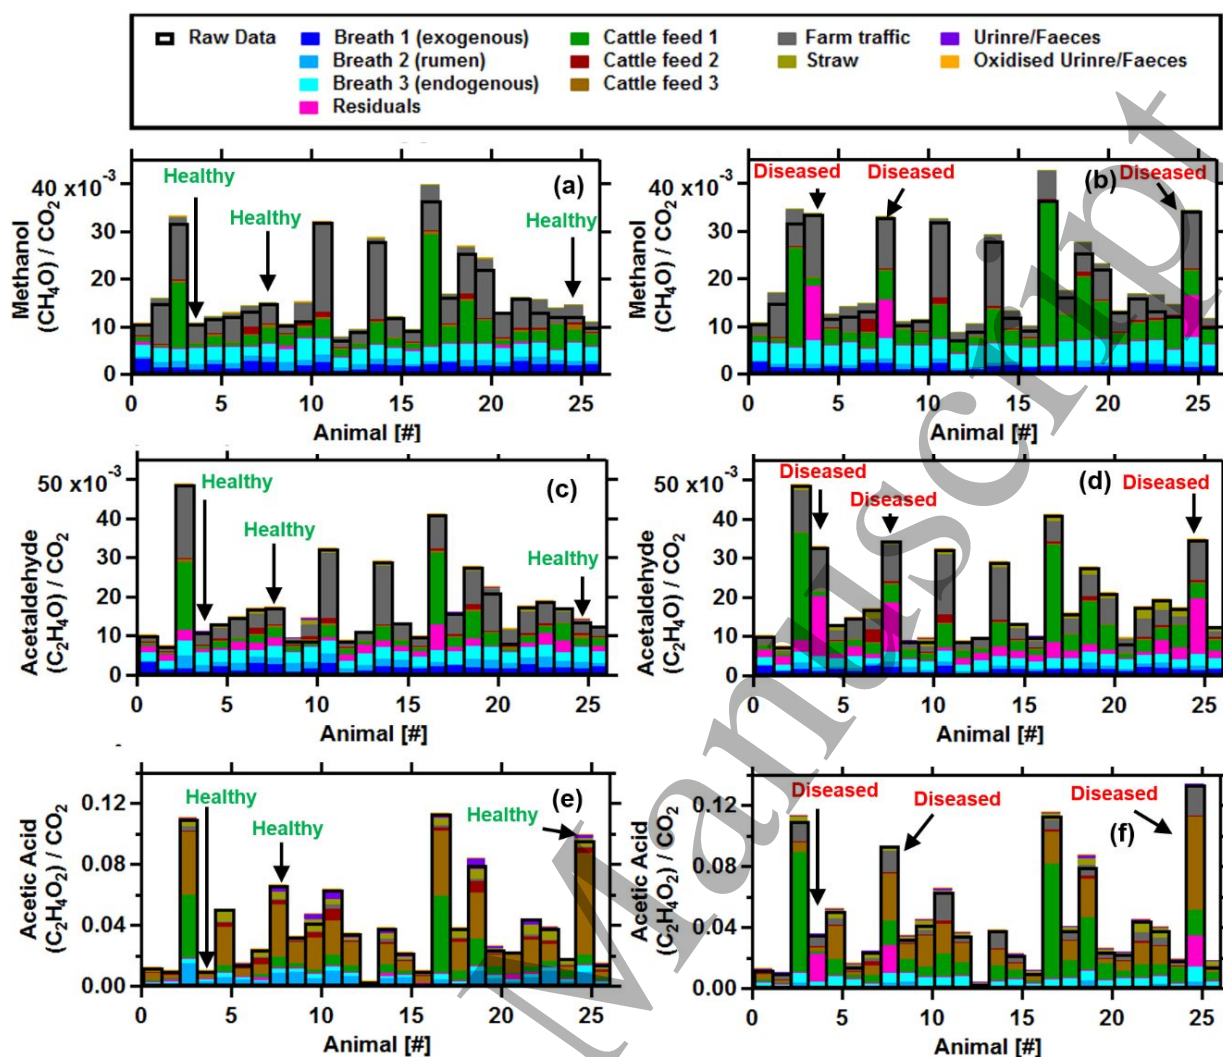 Raw Data
Breath 1 (exogenous)
Breath 2 (rumen)
Breath 3 (endogenous)
Residuals
Cattle feed 1
Cattle feed 2
Cattle feed 3
Farm traffic
Straw
Urinre/Faeces
Oxidised Urinre/Faeces
Methanol
(CH4O) / CO2
40 x10-3
30
20
10
0
Healthy
Healthy
Healthy
(a)
0 5 10 15 20 25
Animal [#]
Methanol
(CH4O) / CO2
40 x10-3
30
20
10
0
Diseased
Diseased
Diseased
(b)
0 5 10 15 20 25
Animal [#]
Acetaldehyde
(C2H4O) / CO2
50 x10-3
40
30
20
10
0
Healthy
Healthy
Healthy
(c)
0 5 10 15 20 25
Animal [#]
Acetaldehyde
(C2H4O) / CO2
50 x10-3
40
30
20
10
0
Diseased
Diseased
Diseased
(d)
0 5 10 15 20 25
Animal [#]
Acetic Acid
(C2H4O2) / CO2
0.12
0.08
0.04
0.00
Healthy
Healthy
Healthy
(e)
0 5 10 15 20 25
Animal [#]
Acetic Acid
(C2H4O2) / CO2
0.12
0.08
0.04
0.00
Diseased
Diseased
Diseased
(f)
0 5 10 15 20 25
Animal [#]
Manuscript